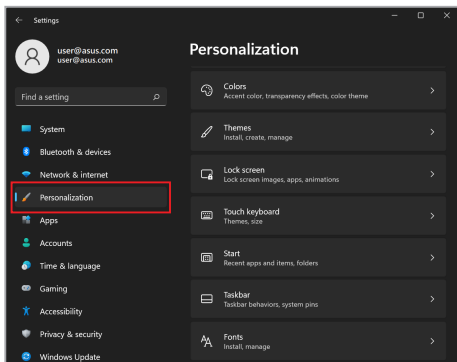 Settings
user@asus.com
user@asus.com
Find a setting
System
Bluetooth & devices
Network & internet
Personalization
Apps
Accounts
Time & language
Gaming
Accessibility
Privacy & security
Windows Update
Personalization
Colors
Accent color, transparency effects, color theme
Themes
Install, create, manage
Lock screen
Lock screen images, apps, animations
Touch keyboard
Themes, size
Start
Recent apps and items, folders
Taskbar
Taskbar behaviors, system pins
Fonts
Install, manage